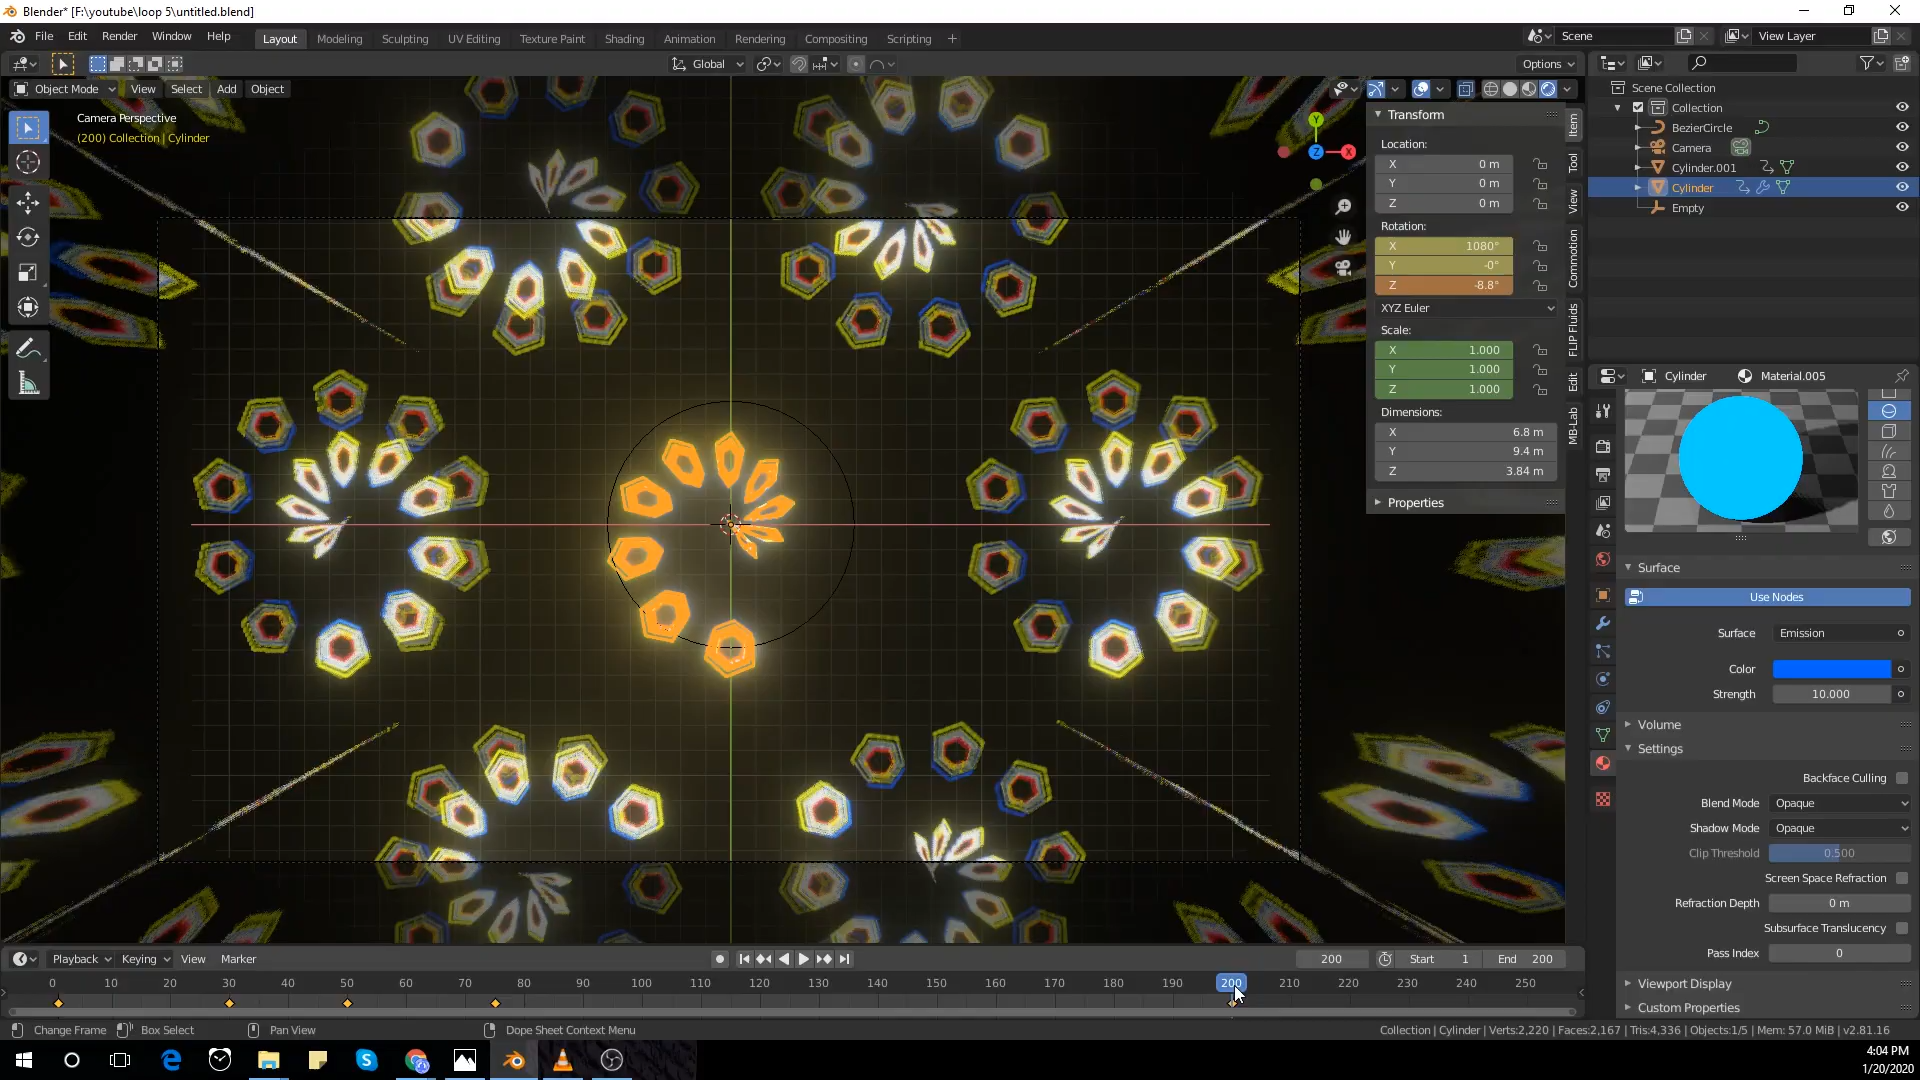 Blender* [F:\youtube\loop 5\untitled.blend]
File Edit Render Window Help
Layout Modeling Sculpting UV Editing Texture Paint Shading Animation Rendering Compositing Scripting +
Scene
View Layer
Global
Options
Object Mode View Select Add Object
Camera Perspective
(200) Collection | Cylinder
Y
Z
X
Transform
Location:
X 0 m
Y 0 m
Z 0 m
Rotation:
X 1080°
Y -0°
Z -8.8°
XYZ Euler
Scale:
X 1.000
Y 1.000
Z 1.000
Dimensions:
X 6.8 m
Y 9.4 m
Z 3.84 m
Properties
Item
Tool
View
Commotion
FLIP Fluids
Edit
MB-Lab
Scene Collection
Collection
BezierCircle
Camera
Cylinder.001
Cylinder
Empty
Cylinder Material.005
Surface
Use Nodes
Surface Emission
Color
Strength 10.000
Volume
Settings
Backface Culling
Blend Mode Opaque
Shadow Mode Opaque
Clip Threshold 0.500
Screen Space Refraction
Refraction Depth 0 m
Subsurface Translucency
Pass Index 0
Viewport Display
Custom Properties
Playback Keying View Marker
200 Start 1 End 200
0 10 20 30 40 50 60 70 80 90 100 110 120 130 140 150 160 170 180 190 200 210 220 230 240 250
Change Frame Box Select Pan View Dope Sheet Context Menu
Collection | Cylinder | Verts:2,220 | Faces:2,167 | Tris:4,336 | Objects:1/5 | Mem: 57.0 MiB | v2.81.16
4:04 PM
1/20/2020